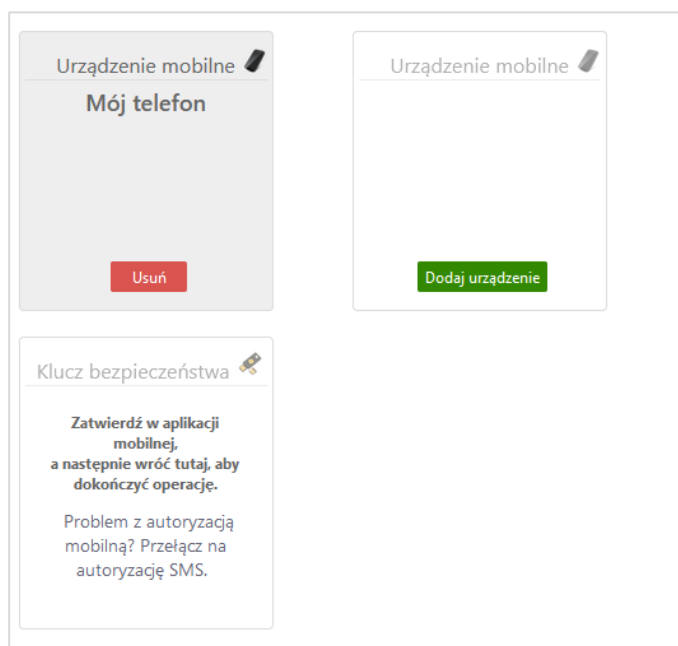 Urządzenie mobilne
Mój telefon
Usuń
Urządzenie mobilne
Dodaj urządzenie
Klucz bezpieczeństwa
Zatwierdź w aplikacji
mobilnej,
a następnie wróć tutaj, aby
dokończyć operację.
Problem z autoryzacją
mobilną? Przełącz na
autoryzację SMS.